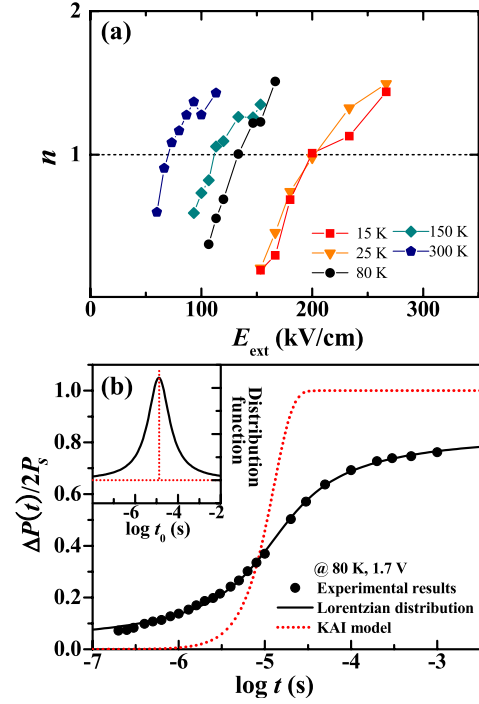 (a)
2
1
0
n
0 100 200 300
E_ext (kV/cm)
15 K
25 K
80 K
150 K
300 K
(b)
1.0
0.8
0.6
0.4
0.2
0.0
ΔP(t)/2P_s
Distribution
function
-6 -4 -2
log t_0 (s)
@ 80 K, 1.7 V
Experimental results
Lorentzian distribution
KAI model
-7 -6 -5 -4 -3
log t (s)